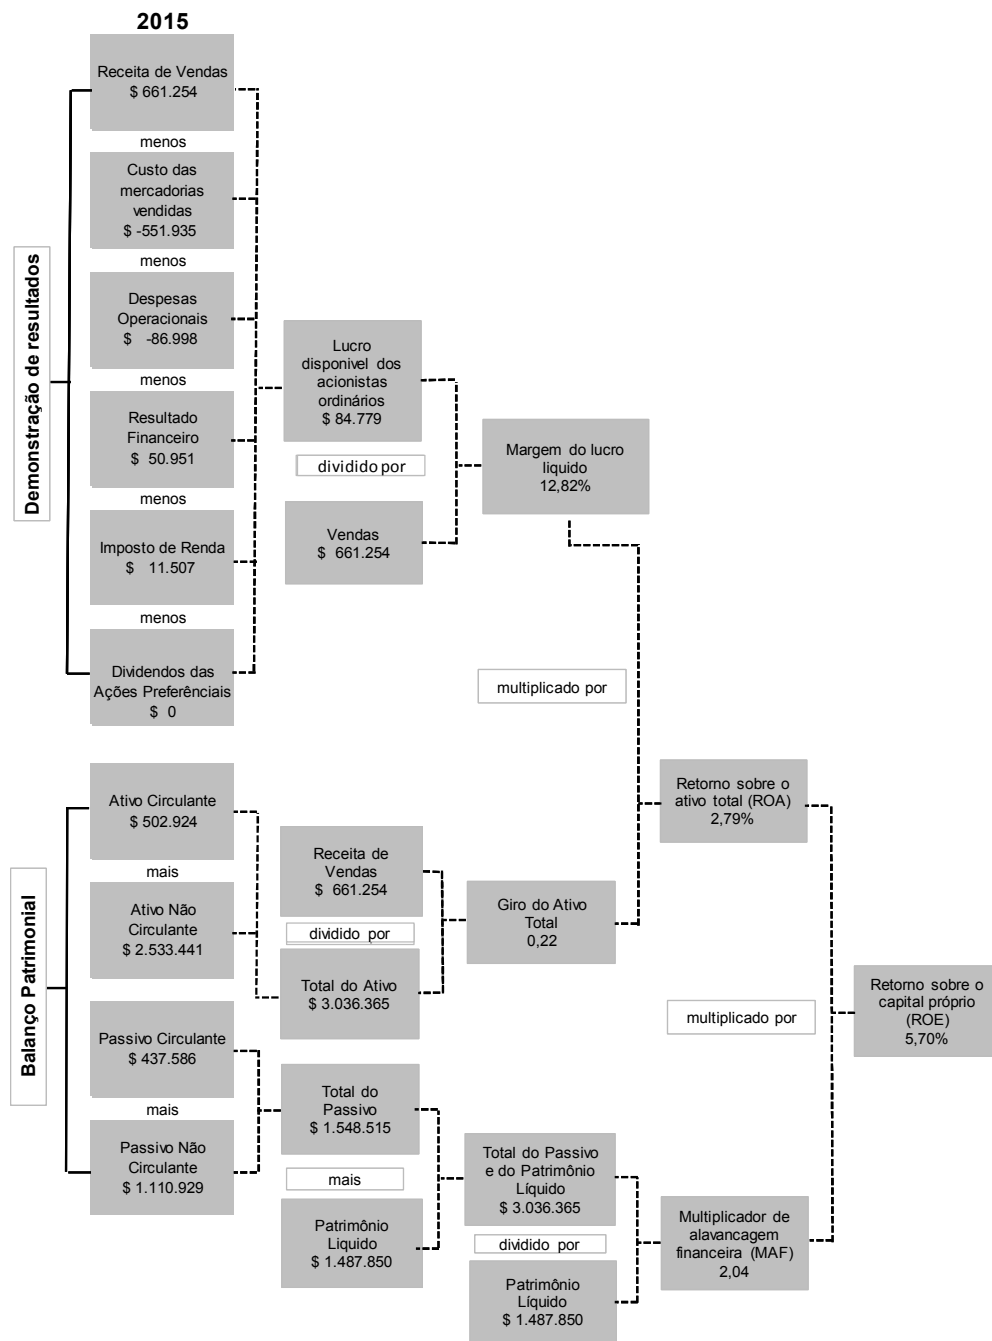 2015
Demonstração de resultados
Receita de Vendas
$ 661.254
menos
Custo das
mercadorias
vendidas
$ -551.935
menos
Despesas
Operacionais
$ -86.998
menos
Resultado
Financeiro
$ 50.951
menos
Imposto de Renda
$ 11.507
menos
Dividendos das
Ações Preferênciais
$ 0
Lucro
disponivel dos
acionistas
ordinários
$ 84.779
dividido por
Vendas
$ 661.254
Margem do lucro
liquido
12,82%
multiplicado por
Balanço Patrimonial
Ativo Circulante
$ 502.924
mais
Ativo Não
Circulante
$ 2.533.441
Passivo Circulante
$ 437.586
mais
Passivo Não
Circulante
$ 1.110.929
Receita de
Vendas
$ 661.254
dividido por
Total do Ativo
$ 3.036.365
Giro do Ativo
Total
0,22
Retorno sobre o
ativo total (ROA)
2,79%
Total do
Passivo
$ 1.548.515
mais
Patrimônio
Liquido
$ 1.487.850
Total do Passivo
e do Patrimônio
Líquido
$ 3.036.365
dividido por
Patrimônio
Líquido
$ 1.487.850
Multiplicador de
alavancagem
financeira (MAF)
2,04
multiplicado por
Retorno sobre o
capital próprio
(ROE)
5,70%